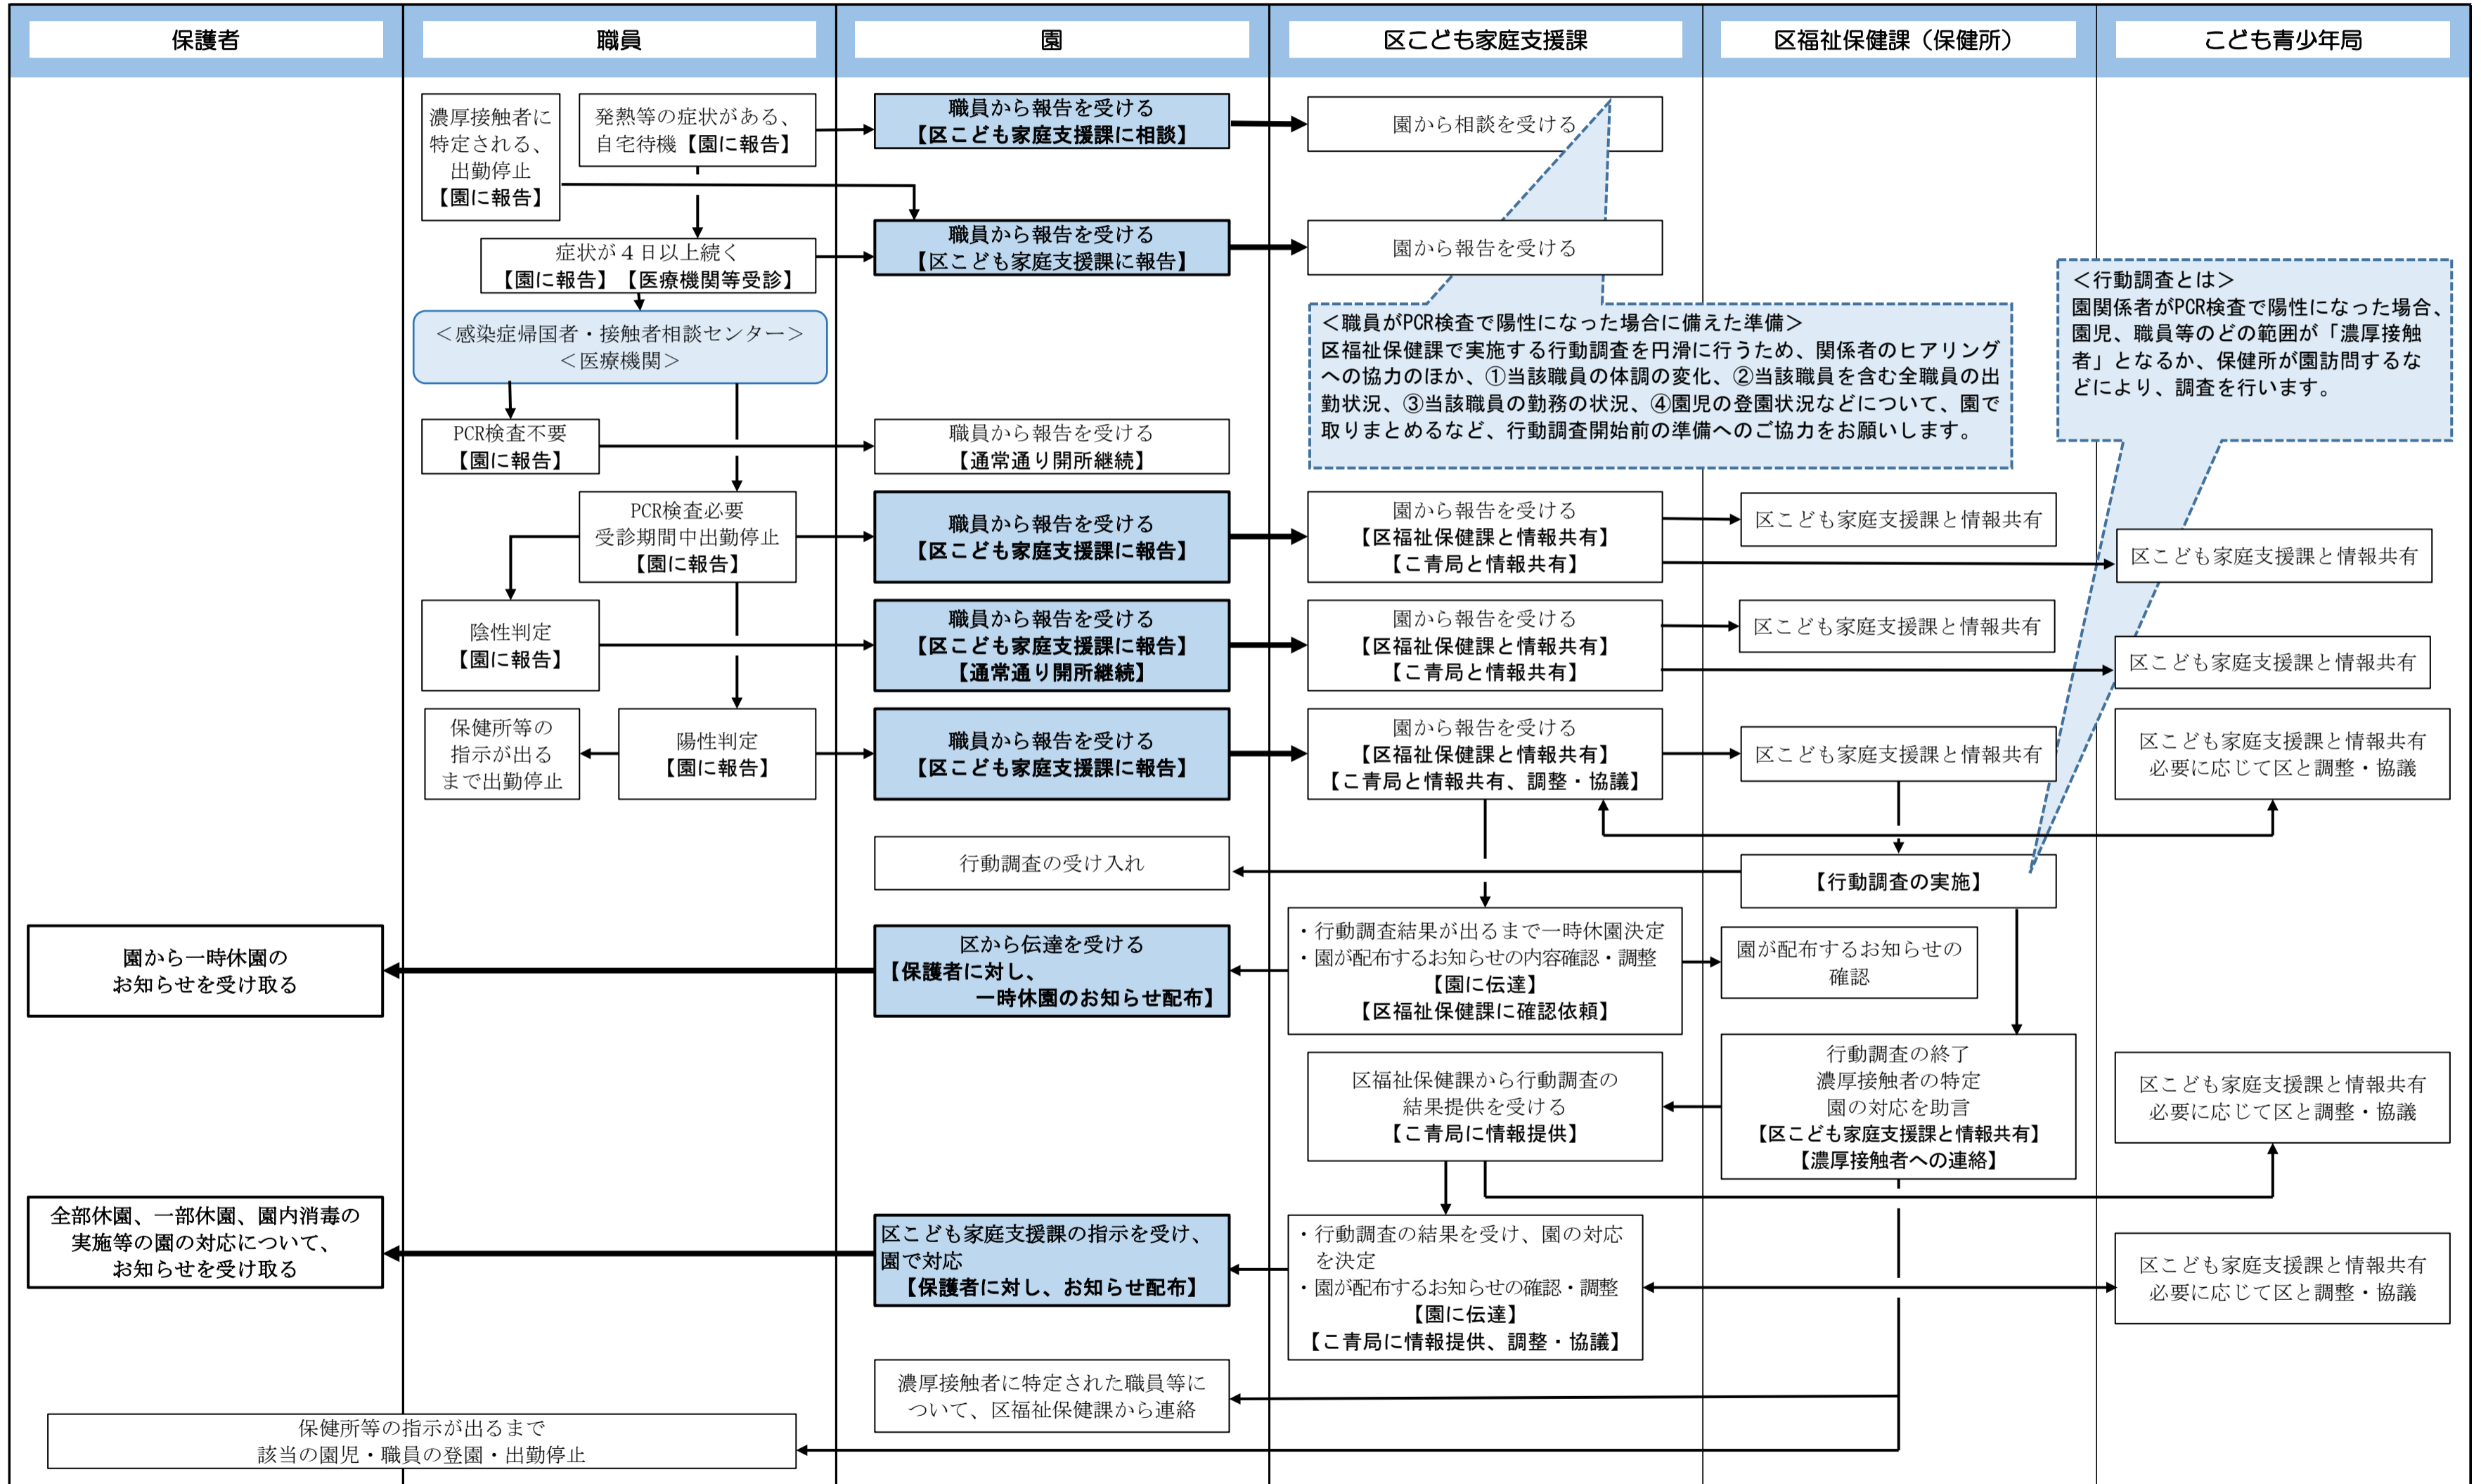 保護者
職員
園
区こども家庭支援課
区福祉保健課（保健所）
こども青少年局
濃厚接触者に
特定される、
出勤停止
【園に報告】
発熱等の症状がある、
自宅待機【園に報告】
職員から報告を受ける
【区こども家庭支援課に相談】
園から相談を受ける
症状が４日以上続く
【園に報告】【医療機関等受診】
職員から報告を受ける
【区こども家庭支援課に報告】
園から報告を受ける
＜感染症帰国者・接触者相談センター＞
＜医療機関＞
＜職員がPCR検査で陽性になった場合に備えた準備＞
区福祉保健課で実施する行動調査を円滑に行うため、関係者のヒアリング
への協力のほか、①当該職員の体調の変化、②当該職員を含む全職員の出
勤状況、③当該職員の勤務の状況、④園児の登園状況などについて、園で
取りまとめるなど、行動調査開始前の準備へのご協力をお願いします。
＜行動調査とは＞
園関係者がPCR検査で陽性になった場合、
園児、職員等のどの範囲が「濃厚接触
者」となるか、保健所が園訪問するな
どにより、調査を行います。
PCR検査不要
【園に報告】
職員から報告を受ける
【通常通り開所継続】
PCR検査必要
受診期間中出勤停止
【園に報告】
職員から報告を受ける
【区こども家庭支援課に報告】
園から報告を受ける
【区福祉保健課と情報共有】
【こ青局と情報共有】
区こども家庭支援課と情報共有
区こども家庭支援課と情報共有
陰性判定
【園に報告】
職員から報告を受ける
【区こども家庭支援課に報告】
【通常通り開所継続】
園から報告を受ける
【区福祉保健課と情報共有】
【こ青局と情報共有】
区こども家庭支援課と情報共有
区こども家庭支援課と情報共有
保健所等の
指示が出る
まで出勤停止
陽性判定
【園に報告】
職員から報告を受ける
【区こども家庭支援課に報告】
園から報告を受ける
【区福祉保健課と情報共有】
【こ青局と情報共有、調整・協議】
区こども家庭支援課と情報共有
区こども家庭支援課と情報共有
必要に応じて区と調整・協議
行動調査の受け入れ
【行動調査の実施】
園から一時休園の
お知らせを受け取る
区から伝達を受ける
【保護者に対し、
一時休園のお知らせ配布】
・行動調査結果が出るまで一時休園決定
・園が配布するお知らせの内容確認・調整
【園に伝達】
【区福祉保健課に確認依頼】
園が配布するお知らせの
確認
区福祉保健課から行動調査の
結果提供を受ける
【こ青局に情報提供】
行動調査の終了
濃厚接触者の特定
園の対応を助言
【区こども家庭支援課と情報共有】
【濃厚接触者への連絡】
区こども家庭支援課と情報共有
必要に応じて区と調整・協議
全部休園、一部休園、園内消毒の
実施等の園の対応について、
お知らせを受け取る
区こども家庭支援課の指示を受け、
園で対応
【保護者に対し、お知らせ配布】
・行動調査の結果を受け、園の対応
を決定
・園が配布するお知らせの確認・調整
【園に伝達】
【こ青局に情報提供、調整・協議】
区こども家庭支援課と情報共有
必要に応じて区と調整・協議
濃厚接触者に特定された職員等に
ついて、区福祉保健課から連絡
保健所等の指示が出るまで
該当の園児・職員の登園・出勤停止